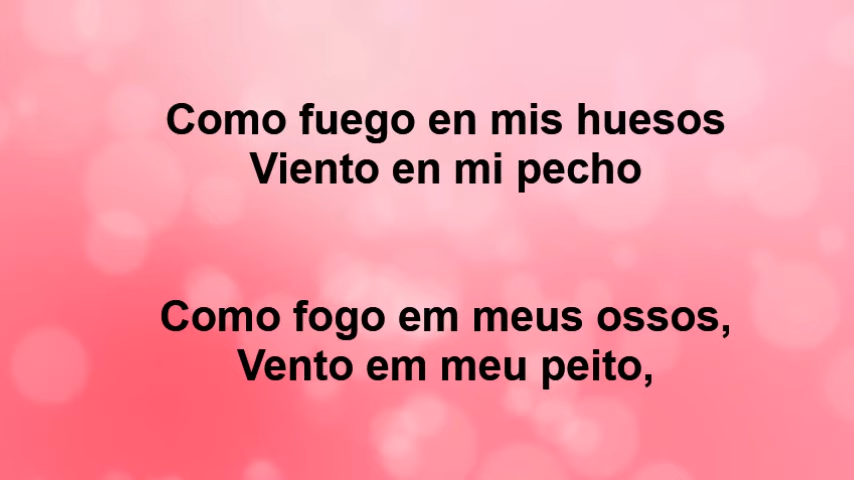 Como fuego en mis huesos
Viento en mi pecho
Como fogo em meus ossos,
Vento em meu peito,